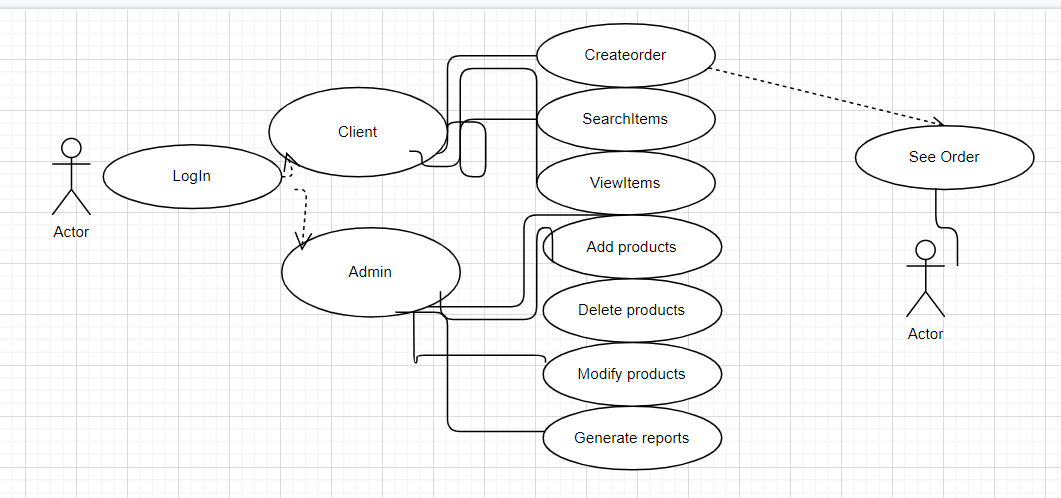 Createorder
SearchItems
ViewItems
Client
LogIn
Actor
Admin
Add products
Delete products
Modify products
Generate reports
See Order
Actor